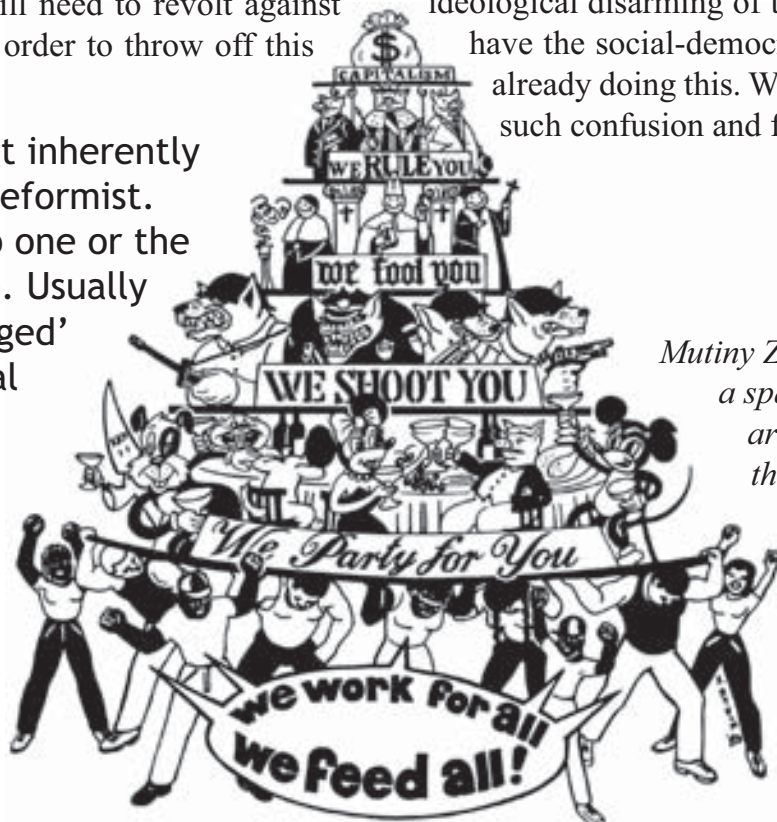 ill need to revolt against
order to throw off this
t inherently
eformist.
one or the
. Usually
ged’
al
ideological disarming of t
have the social-democ
already doing this. W
such confusion and f
$
CAPITALISM
WE RULE YOU
we fool you
WE SHOOT YOU
We Party for You
we work for all
we feed all!
Mutiny Z
a spa
ar
th